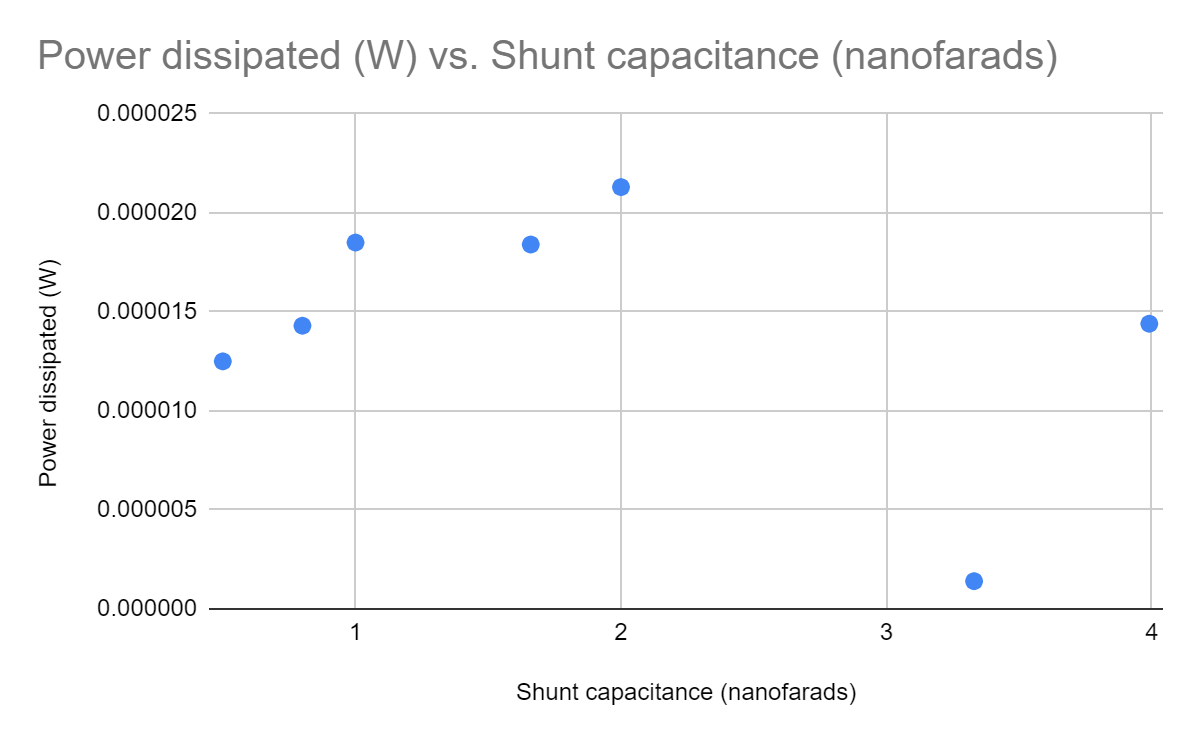 Power dissipated (W) vs. Shunt capacitance (nanofarads)
0.000025
0.000020
0.000015
0.000010
0.000005
0.000000
Power dissipated (W)
1 2 3 4
Shunt capacitance (nanofarads)